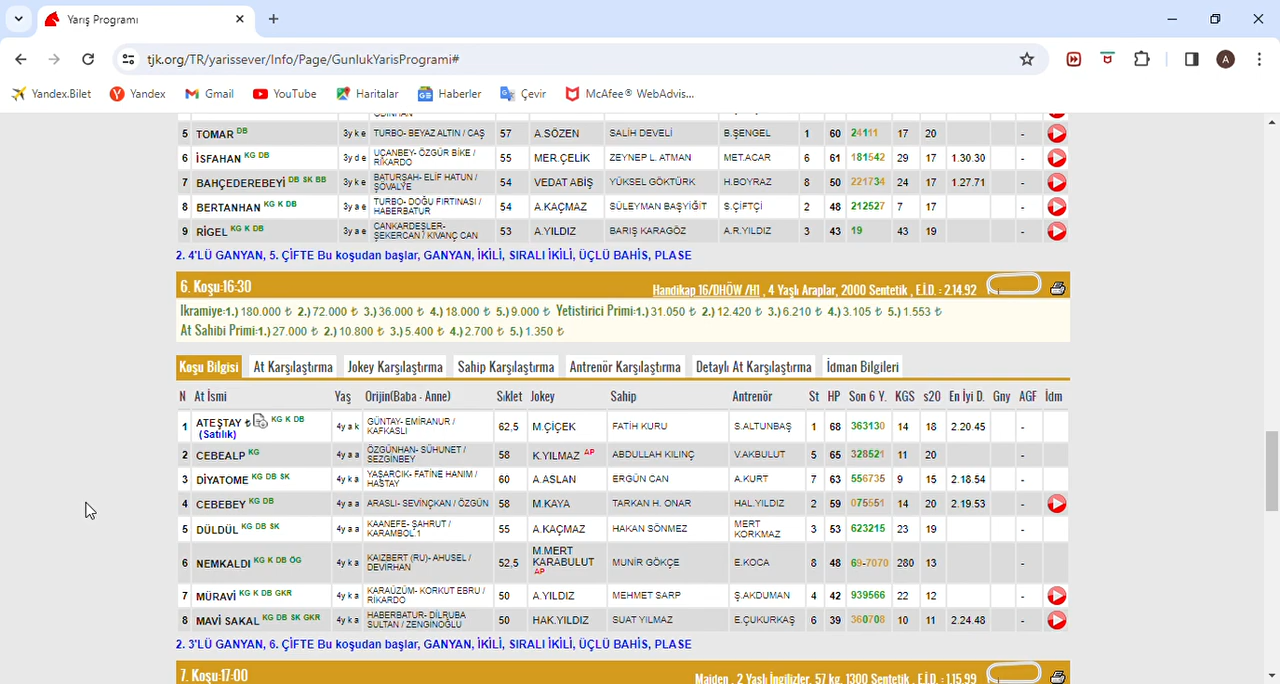 Yarış Programı
tjk.org/TR/yarissever/Info/Page/GunlukYarisProgrami#
A
Yandex.Bilet Yandex Gmail YouTube Haritalar Haberler Çevir McAfee® WebAdvis...
5 TOMAR DB 3y k e TURBO- BEYAZ ALTIN / CAŞ 57 A.SÖZEN SALİH DEVELİ B.ŞENGEL 1 60 24111 17 20 -
6 İSFAHAN KG DB 3y d e UÇANBEY- ÖZGÜR BİKE / RİKARDO 55 MER.ÇELİK ZEYNEP L. ATMAN MET.ACAR 6 61 181542 29 17 1.30.30 -
7 BAHÇEDEREBEYİ DB SK BB 3y k e BATURŞAH- ELİF HATUN / ŞÖVALYE 54 VEDAT ABİŞ YÜKSEL GÖKTÜRK H.BOYRAZ 8 50 221734 24 17 1.27.71 -
8 BERTANHAN KG K DB 3y a e TURBO- DOĞU FIRTINASI / HABERBATUR 54 A.KAÇMAZ SÜLEYMAN BAŞYİĞİT S.ÇİFTÇİ 2 48 212527 7 17 -
9 RİGEL KG K DB 3y a e CANKARDEŞLER- ŞEKERCAN / KIVANÇ CAN 53 A.YILDIZ BARIŞ KARAGÖZ A.R.YILDIZ 3 43 19 43 19 -
2. 4'LÜ GANYAN, 5. ÇİFTE Bu koşudan başlar, GANYAN, İKİLİ, SIRALI İKİLİ, ÜÇLÜ BAHİS, PLASE
6. Koşu:16:30 Handikap 16/DHÖW /H1 , 4 Yaşlı Araplar, 2000 Sentetik , E.İ.D. : 2.14.92
İkramiye:1.) 180.000 ₺ 2.) 72.000 ₺ 3.) 36.000 ₺ 4.) 18.000 ₺ 5.) 9.000 ₺ Yetistirici Primi:1.) 31.050 ₺ 2.) 12.420 ₺ 3.) 6.210 ₺ 4.) 3.105 ₺ 5.) 1.553 ₺
At Sahibi Primi:1.) 27.000 ₺ 2.) 10.800 ₺ 3.) 5.400 ₺ 4.) 2.700 ₺ 5.) 1.350 ₺
Koşu Bilgisi At Karşılaştırma Jokey Karşılaştırma Sahip Karşılaştırma Antrenör Karşılaştırma Detaylı At Karşılaştırma İdman Bilgileri
N At İsmi Yaş Orijin(Baba - Anne) Sıklet Jokey Sahip Antrenör St HP Son 6 Y. KGS s20 En İyi D. Gny AGF İdm
1 ATEŞTAY ₺ KG K DB (Satılık) 4y a k GÜNTAY- EMİRANUR / KAFKASLI 62,5 M.ÇİÇEK FATİH KURU S.ALTUNBAŞ 1 68 363130 14 18 2.20.45 -
2 CEBEALP KG 4y a a ÖZGÜNHAN- SÜHUNET / SEZGİNBEY 58 K.YILMAZ AP ABDULLAH KILINÇ V.AKBULUT 5 65 328521 11 20 -
3 DİYATOME KG DB SK 4y k a YAŞARCIK- FATİNE HANIM / HASTAY 60 A.ASLAN ERGÜN CAN A.KURT 7 63 556735 9 15 2.18.54 -
4 CEBEBEY KG DB 4y a a ARASLI- SEVİNÇKAN / ÖZGÜN 58 M.KAYA TARKAN H. ONAR HAL.YILDIZ 2 59 075551 14 20 2.19.53 -
5 DÜLDÜL KG DB SK 4y a a KAANEFE- ŞAHRUT / KARAMBOL.1 55 A.KAÇMAZ HAKAN SÖNMEZ MERT KORKMAZ 3 53 623215 23 19 -
6 NEMKALDI KG K DB ÖG 4y k a KAIZBERT (RU)- AHUSEL / DEVİRHAN 52,5 M.MERT KARABULUT AP MUNİR GÖKÇE E.KOCA 8 48 69-7070 280 13 -
7 MÜRAVİ KG K DB GKR 4y k a KARAÜZÜM- KORKUT EBRU / RIKARDO 50 A.YILDIZ MEHMET SARP Ş.AKDUMAN 4 42 939566 22 12 -
8 MAVİ SAKAL KG DB SK GKR 4y k a HABERBATUR- DİLRUBA SULTAN / ZENGİNOĞLU 50 HAK.YILDIZ SUAT YILMAZ E.ÇUKURKAŞ 6 39 360708 10 11 2.24.48 -
2. 3'LÜ GANYAN, 6. ÇİFTE Bu koşudan başlar, GANYAN, İKİLİ, SIRALI İKİLİ, ÜÇLÜ BAHİS, PLASE
7. Koşu:17:00 Maiden , 2 Yaşlı İngilizler, 57 kg, 1300 Sentetik , E.İ.D. : 1.15.99